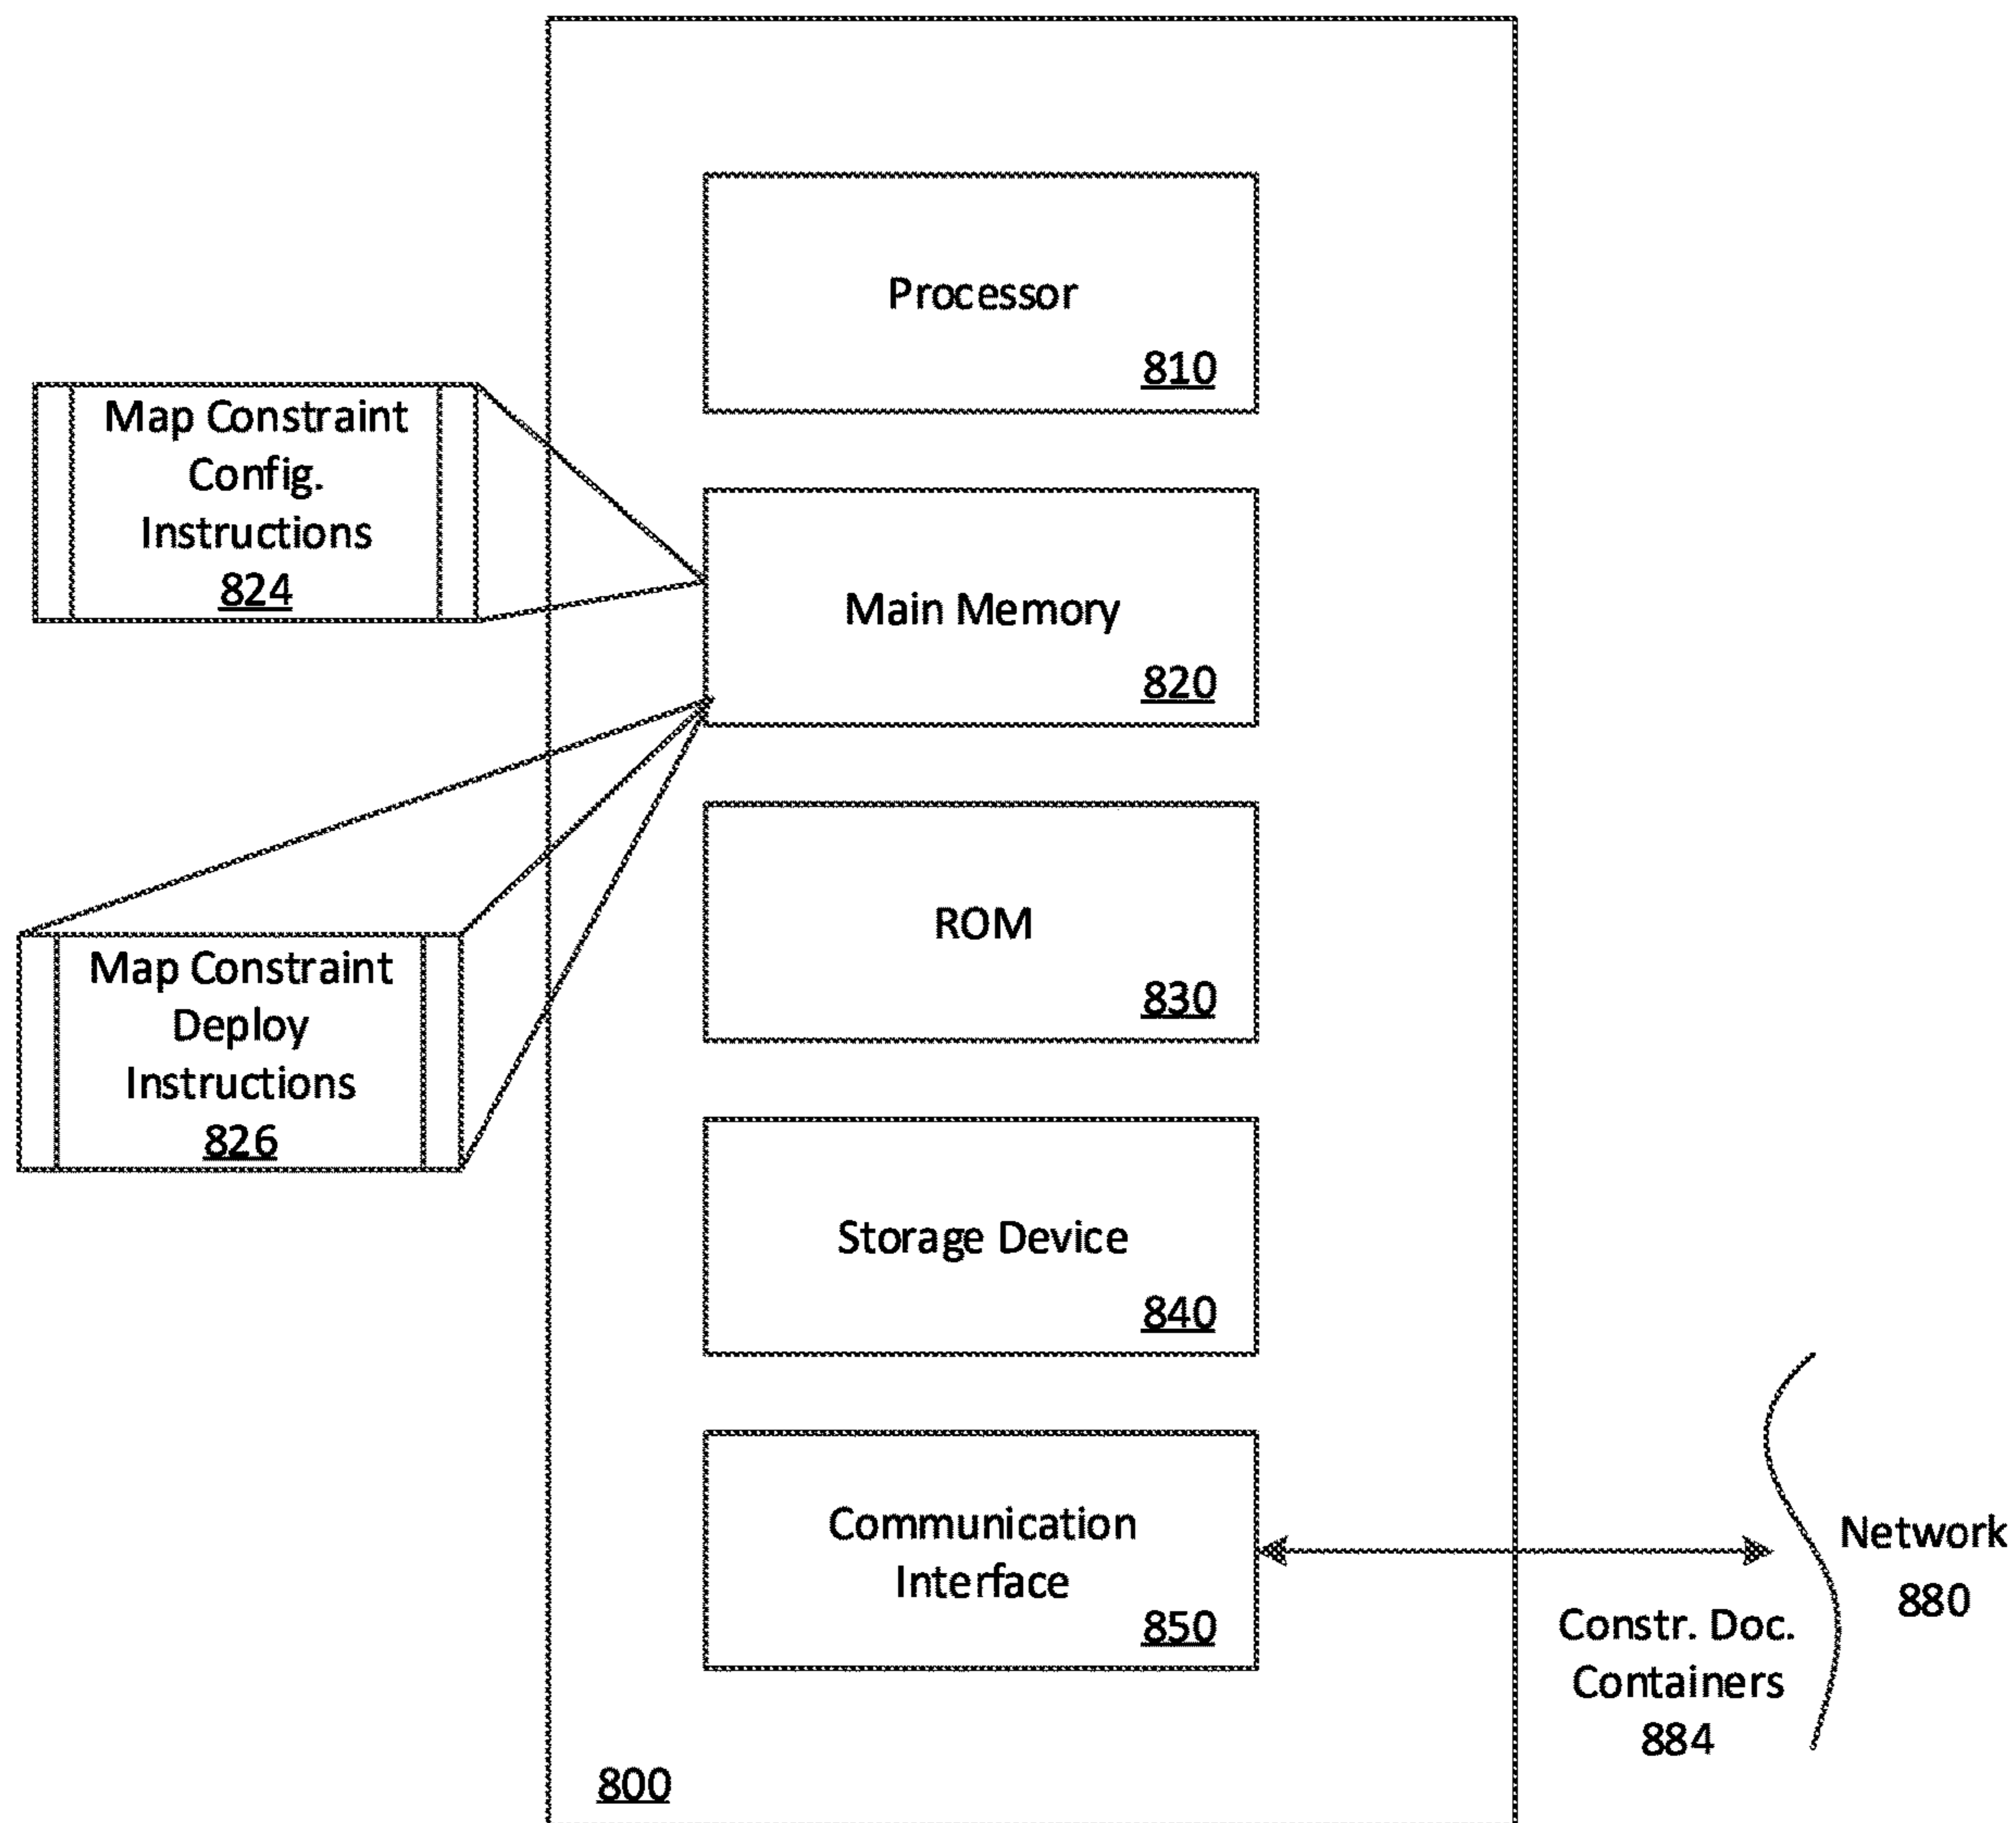 Processor
810
Map Constraint
Config.
Instructions
824
Main Memory
820
ROM
830
Map Constraint
Deploy
Instructions
826
Storage Device
840
Communication
Interface
850
Network
880
Constr. Doc.
Containers
884
800